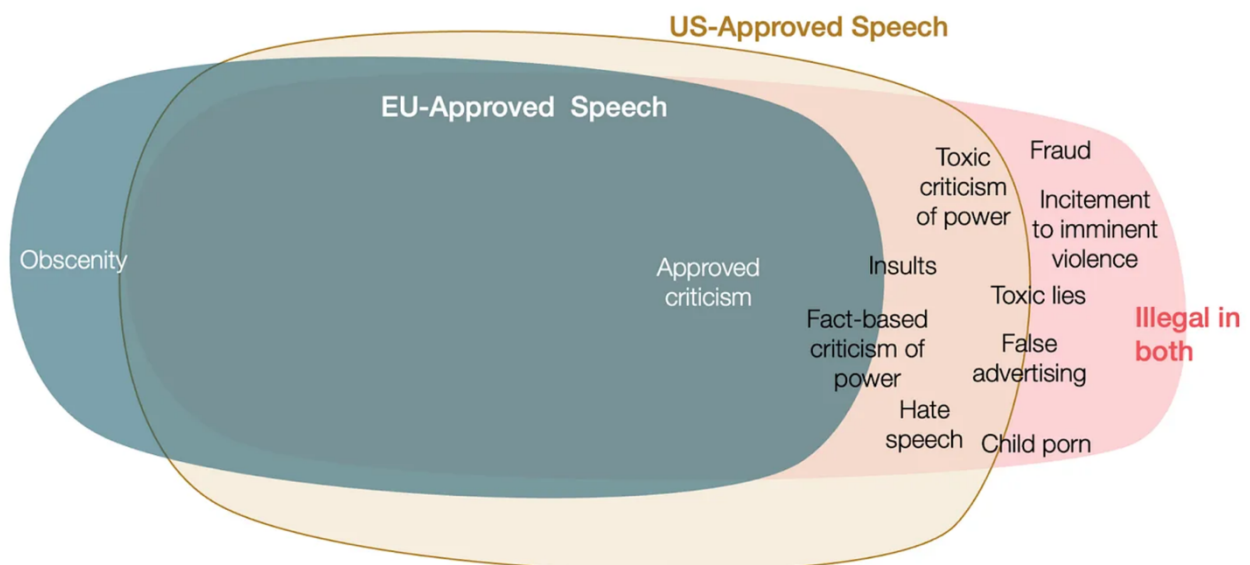 US-Approved Speech
EU-Approved Speech
Obscenity
Approved
criticism
Toxic
criticism
of power
Insults
Fact-based
criticism of
power
Hate
speech
Fraud
Incitement
to imminent
violence
Toxic lies
False
advertising
Child porn
Illegal in
both